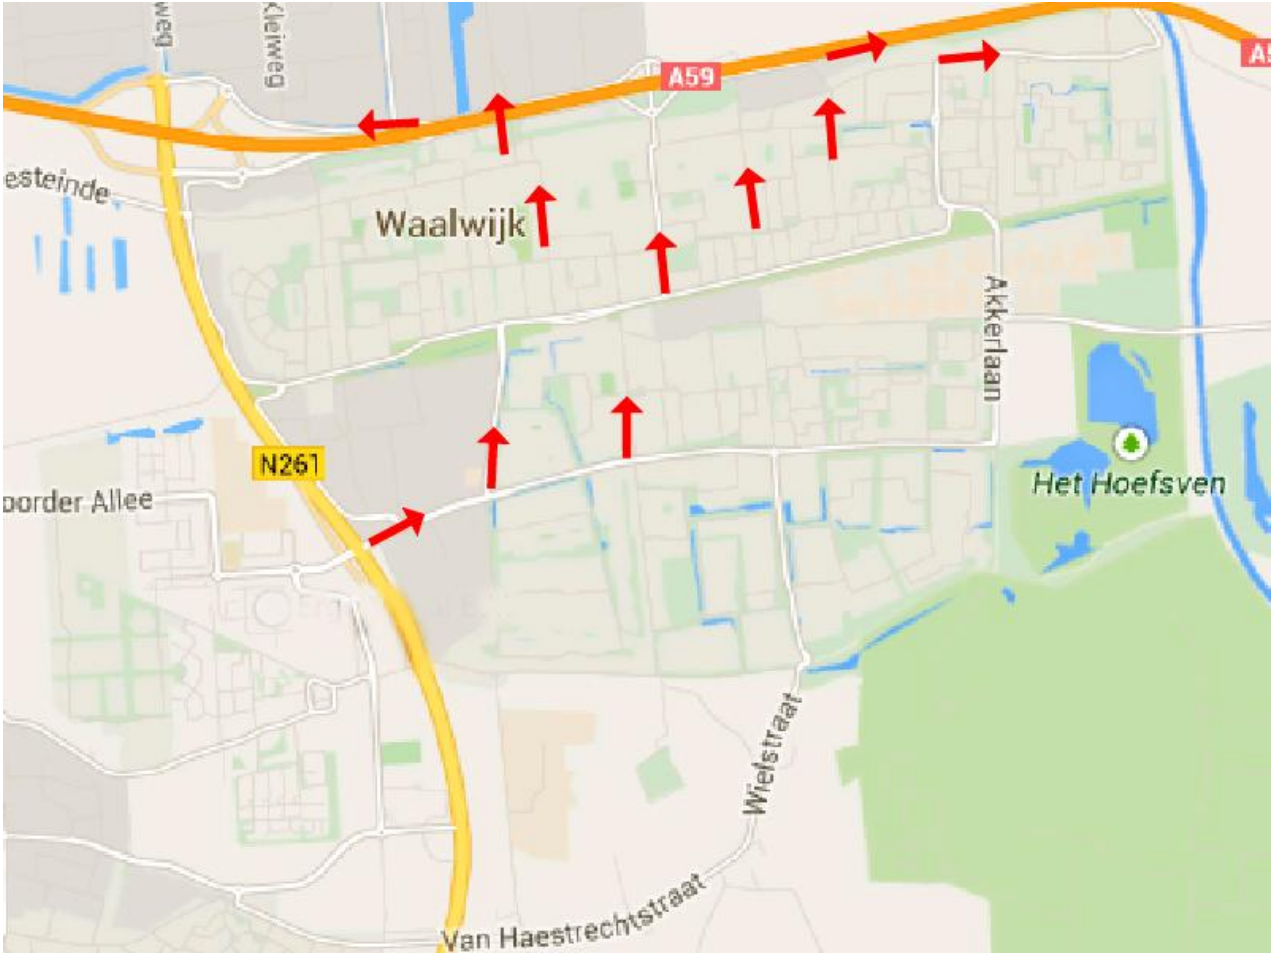 weg
Kleiweg
A59
A5
esteinde
Waalwijk
Akkerlaan
N261
oorder Allee
Het Hoefsven
Wielstraat
Van Haestrechtstraat